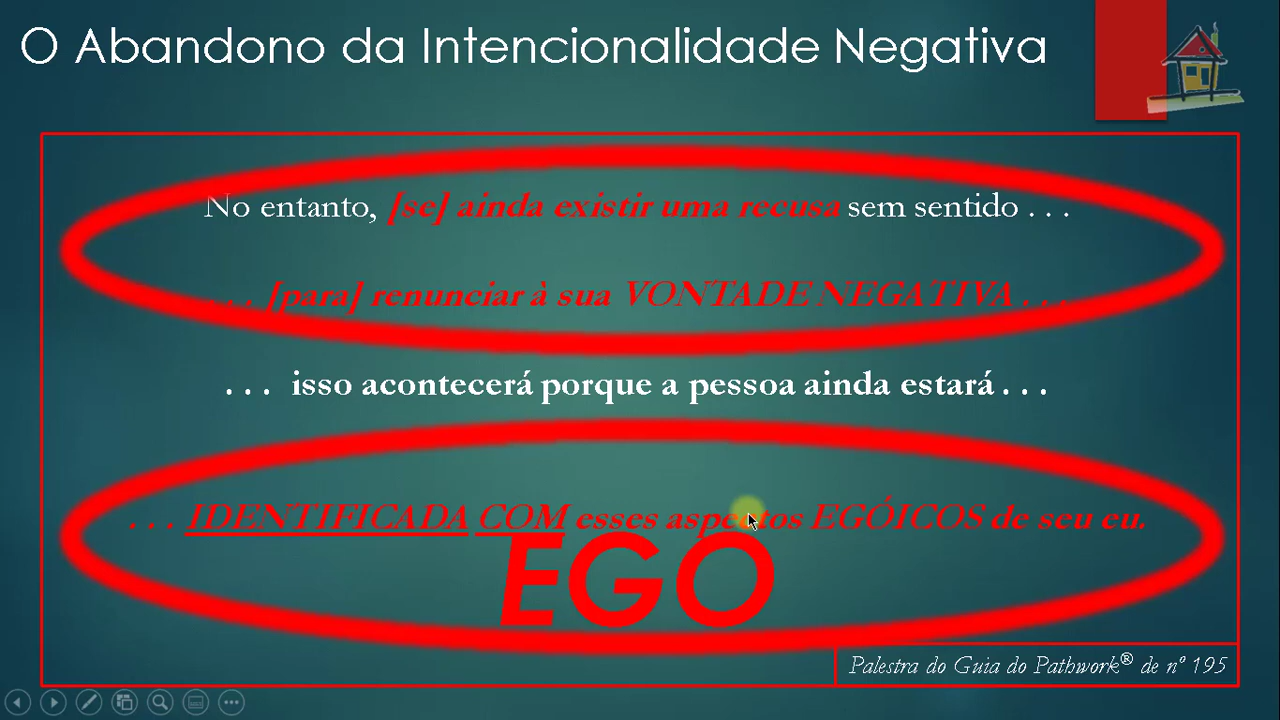 O Abandono da Intencionalidade Negativa
No entanto, [se] ainda existir uma recusa sem sentido . . .
. . . [para] renunciar à sua VONTADE NEGATIVA . . .
. . . isso acontecerá porque a pessoa ainda estará . . .
. . . IDENTIFICADA COM esses aspectos EGÓICOS de seu eu.
EGO
Palestra do Guia do Pathwork® de nº 195